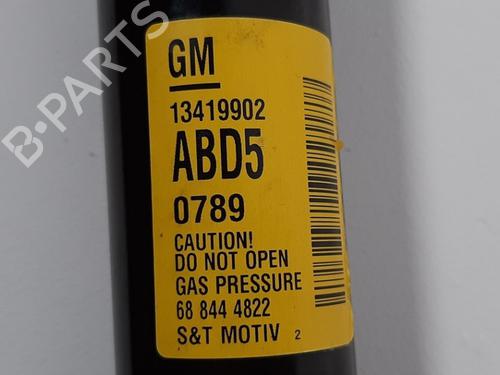 B-PARTS
GM
13419902
ABD5
0789
CAUTION!
DO NOT OPEN
GAS PRESSURE
68 844 4822
S&T MOTIV 2